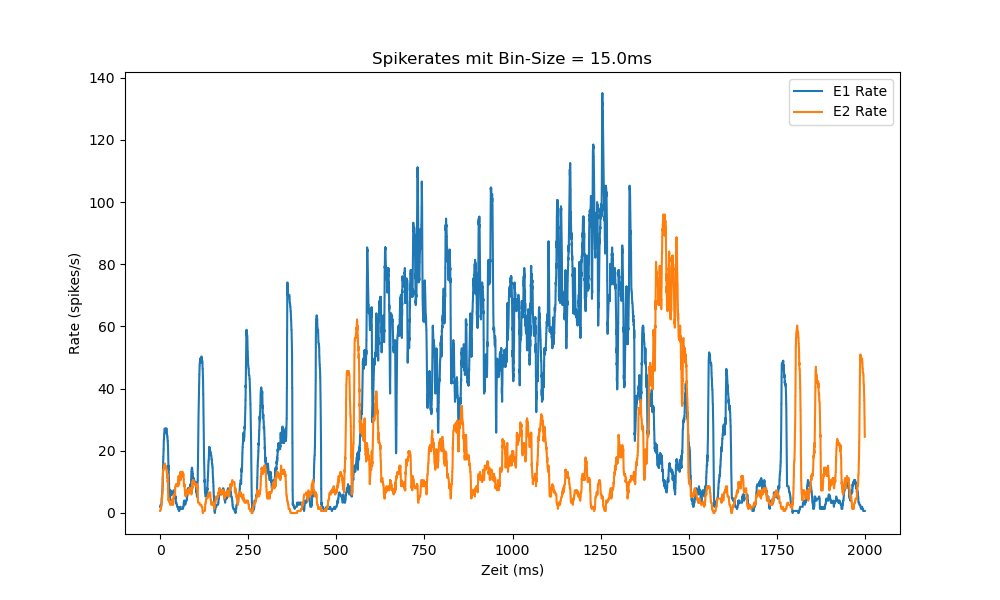 Spikerates mit Bin-Size = 15.0ms
E1 Rate
E2 Rate
140
120
100
80
60
40
20
0
Rate (spikes/s)
0 250 500 750 1000 1250 1500 1750 2000
Zeit (ms)